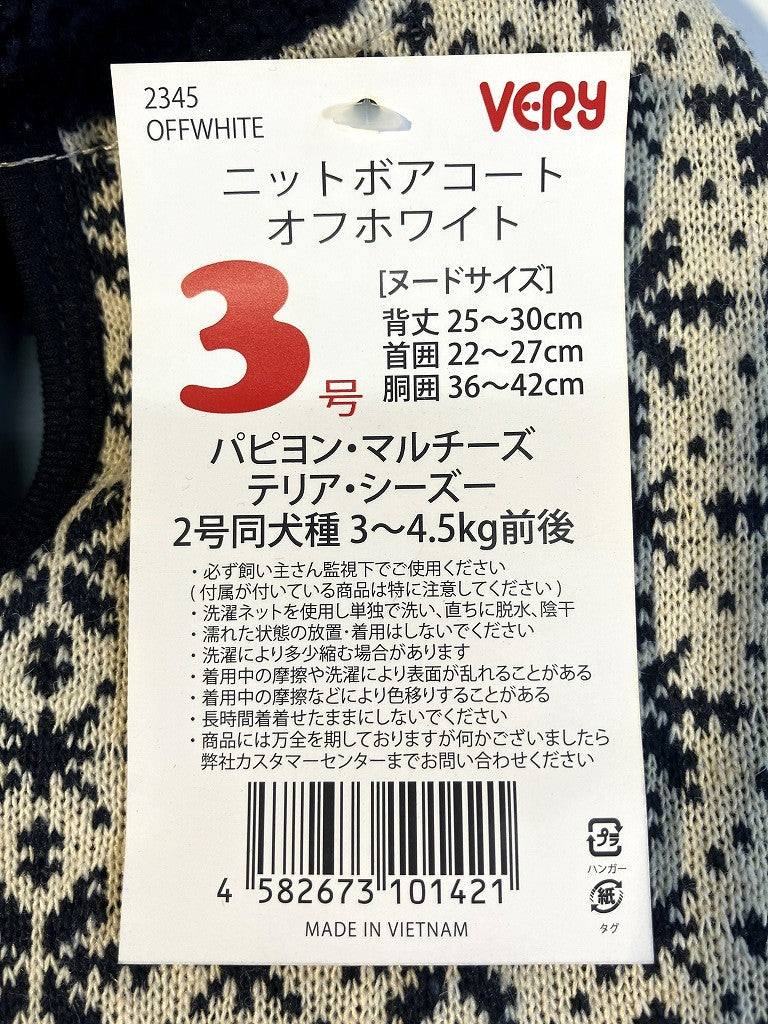 2345
OFFWHITE
VERY
ニットボアコート
オフホワイト
3号
[ヌードサイズ]
背丈 25〜30cm
首囲 22〜27cm
胴囲 36〜42cm
パピヨン・マルチーズ
テリア・シーズー
2号同犬種 3〜4.5kg前後
・必ず飼い主さん監視下でご使用ください
(付属が付いている商品は特に注意してください)
・洗濯ネットを使用し単独で洗い、直ちに脱水、陰干
・濡れた状態の放置・着用はしないでください
・洗濯により多少縮む場合があります
・着用中の摩擦や洗濯により表面が乱れることがある
・着用中の摩擦などにより色移りすることがある
・長時間着着せたままにしないでください
・商品には万全を期しておりますが何かございましたら
弊社カスタマーセンターまでお問い合わせください
4 582673 101421
MADE IN VIETNAM
プラ
ハンガー
紙
タグ